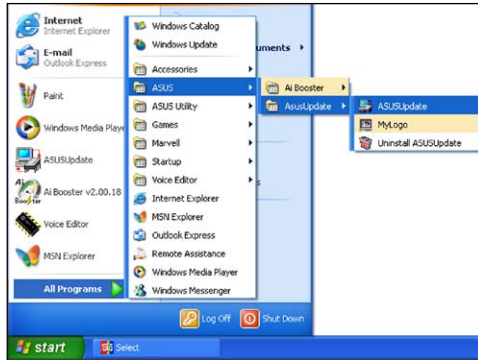 Internet
Internet Explorer
E-mail
Outlook Express
Paint
Windows Media Playe
ASUSUpdate
Ai Booster v2.00.18
Voice Editor
MSN Explorer
All Programs
Windows Catalog
Windows Update
Accessories
ASUS
ASUS Utility
Games
Marvell
Startup
Voice Editor
Internet Explorer
MSN Explorer
Outlook Express
Remote Assistance
Windows Media Player
Windows Messenger
uments
s
Ai Booster
AsusUpdate
ASUSUpdate
MyLogo
Uninstall ASUSUpdate
Log Off
Shut Down
start
Select